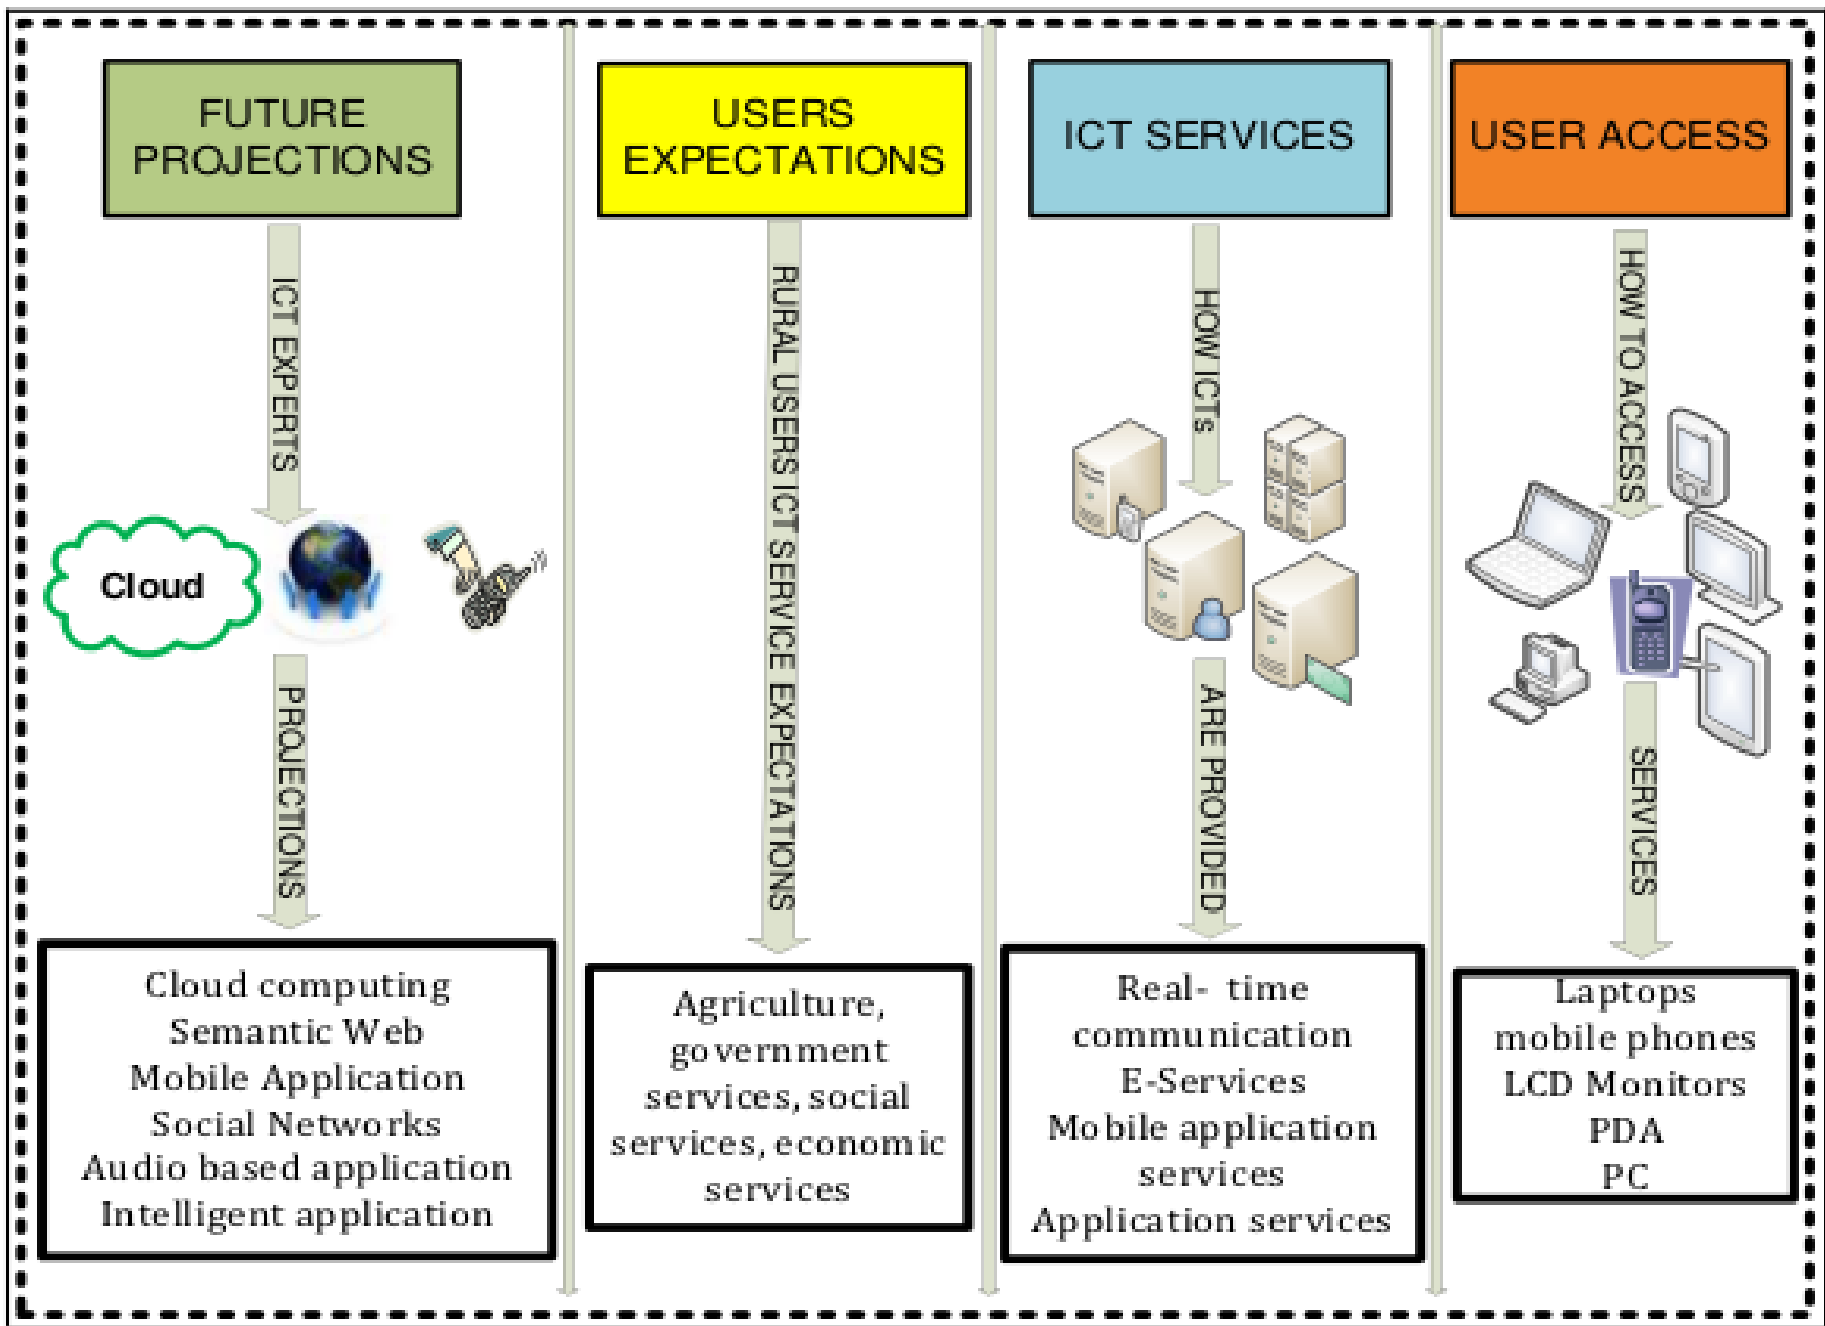 FUTURE
PROJECTIONS
ICT EXPERTS
Cloud
PROJECTIONS
Cloud computing
Semantic Web
Mobile Application
Social Networks
Audio based application
Intelligent application
USERS
EXPECTATIONS
RURAL USERS ICT SERVICE EXPECTATIONS
Agriculture,
government
services, social
services, economic
services
ICT SERVICES
HOW ICTs
ARE PROVIDED
Real- time
communication
E-Services
Mobile application
services
Application services
USER ACCESS
HOW TO ACCESS
SERVICES
Laptops
mobile phones
LCD Monitors
PDA
PC